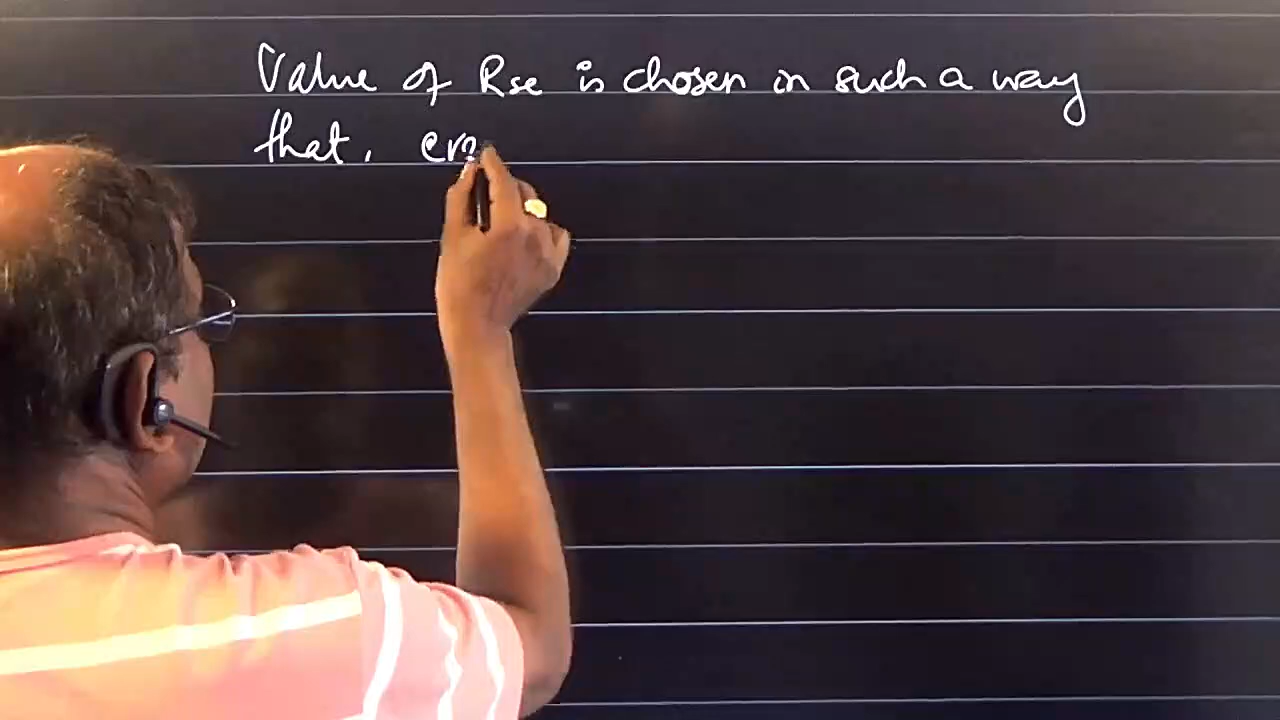 Value of Rse is chosen in such a way
that,